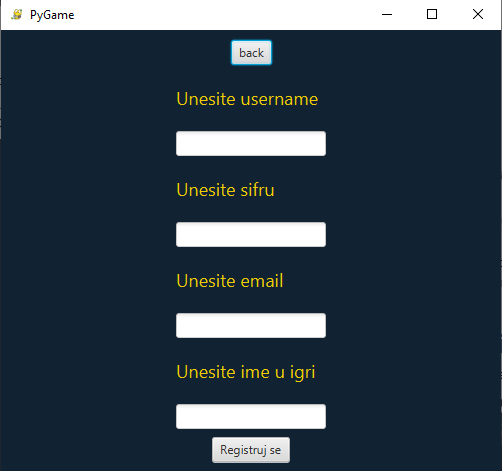 PyGame
back
Unesite username
Unesite sifru
Unesite email
Unesite ime u igri
Registruj se